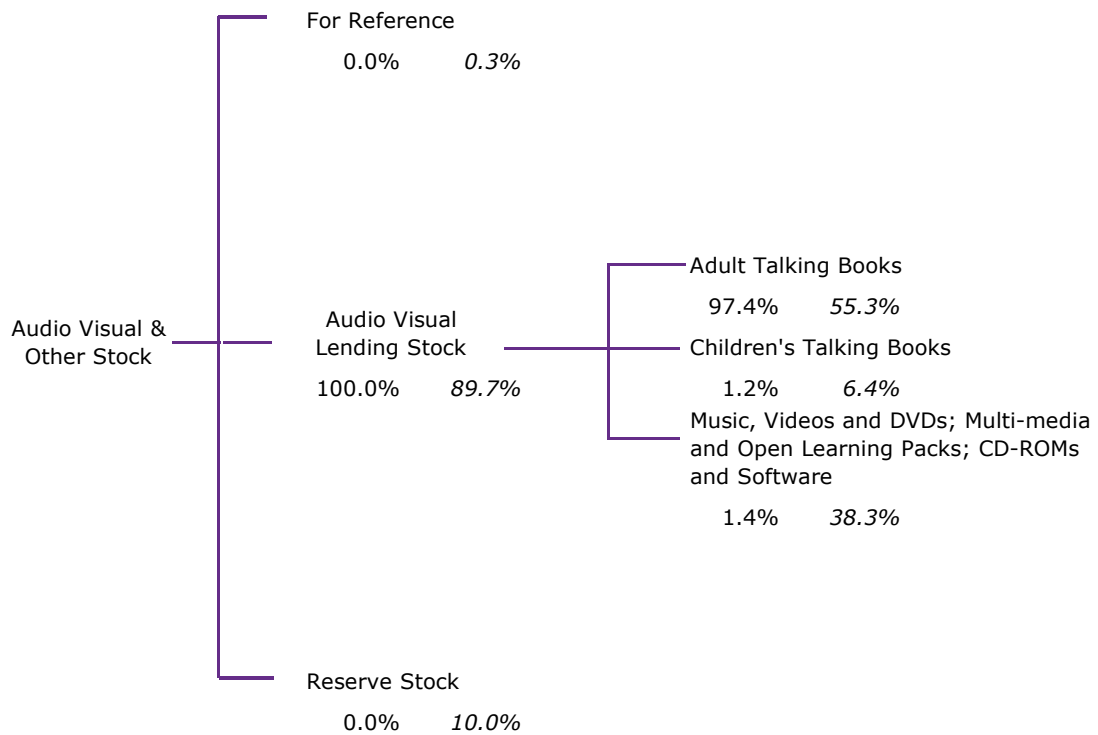 For Reference
0.0% 0.3%
Audio Visual &
Other Stock
Audio Visual
Lending Stock
100.0% 89.7%
Adult Talking Books
97.4% 55.3%
Children's Talking Books
1.2% 6.4%
Music, Videos and DVDs; Multi-media
and Open Learning Packs; CD-ROMs
and Software
1.4% 38.3%
Reserve Stock
0.0% 10.0%